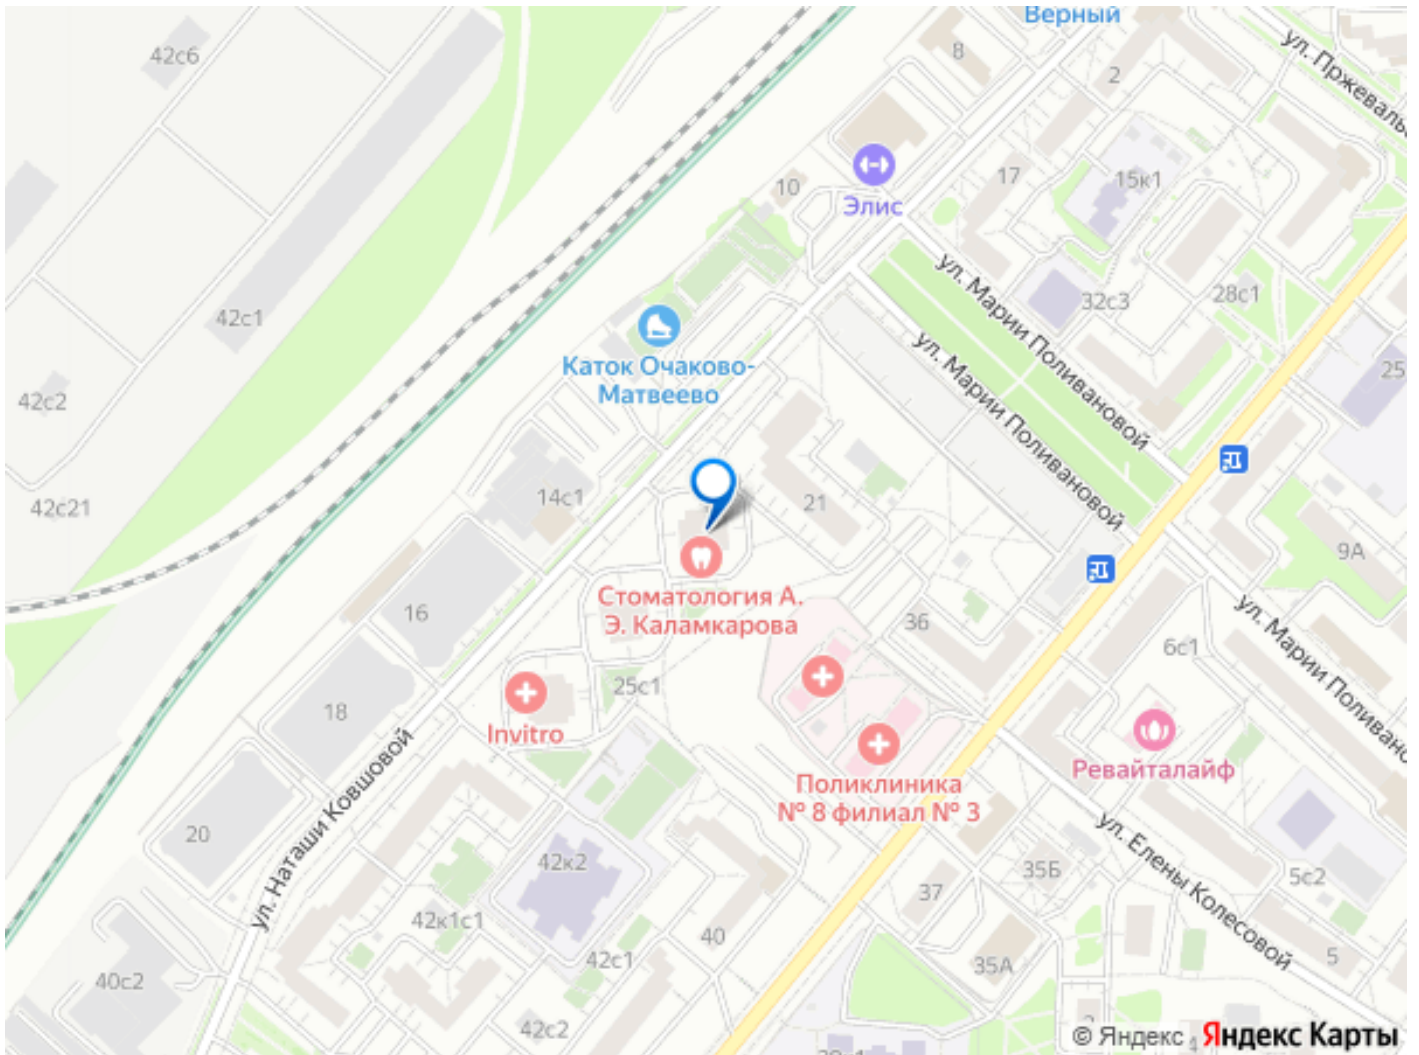 Верный
ул. Пржеваль
42с6
8
2
17
15к1
10
Элис
ул. Марии Поливановой
32с3
28с1
42с1
Каток Очаково-
Матвеево
ул. Марии Поливановой
25
42с2
42с21
14с1
21
9А
Стоматология А.
Э. Каламкарова
16
36
ул. Марии Поливано
6с1
25с1
18
Invitro
Ревайталайф
Поликлиника
№ 8 филиал № 3
ул. Наташи Ковшовой
20
42к2
35Б
ул. Елены Колесовой
5с2
37
42к1с1
40
42с1
35А
5
40с2
42с2
4
© Яндекс
Яндекс Карты